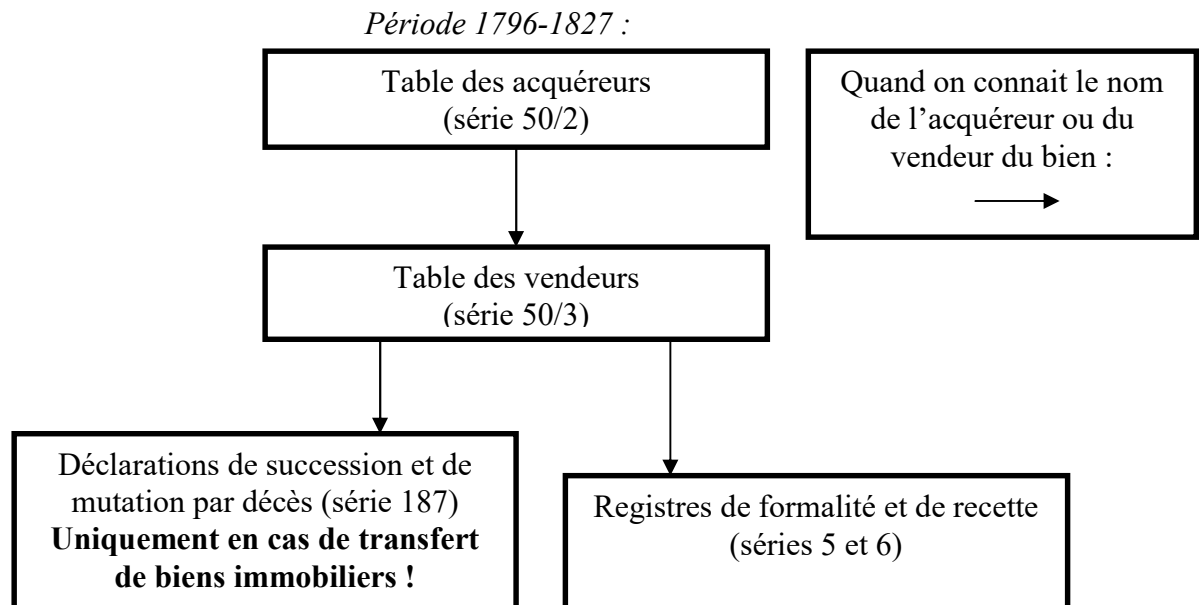 Période 1796-1827 :
Table des acquéreurs
(série 50/2)
Quand on connait le nom
de l’acquéreur ou du
vendeur du bien :
Table des vendeurs
(série 50/3)
Déclarations de succession et de
mutation par décès (série 187)
Uniquement en cas de transfert
de biens immobiliers !
Registres de formalité et de recette
(séries 5 et 6)